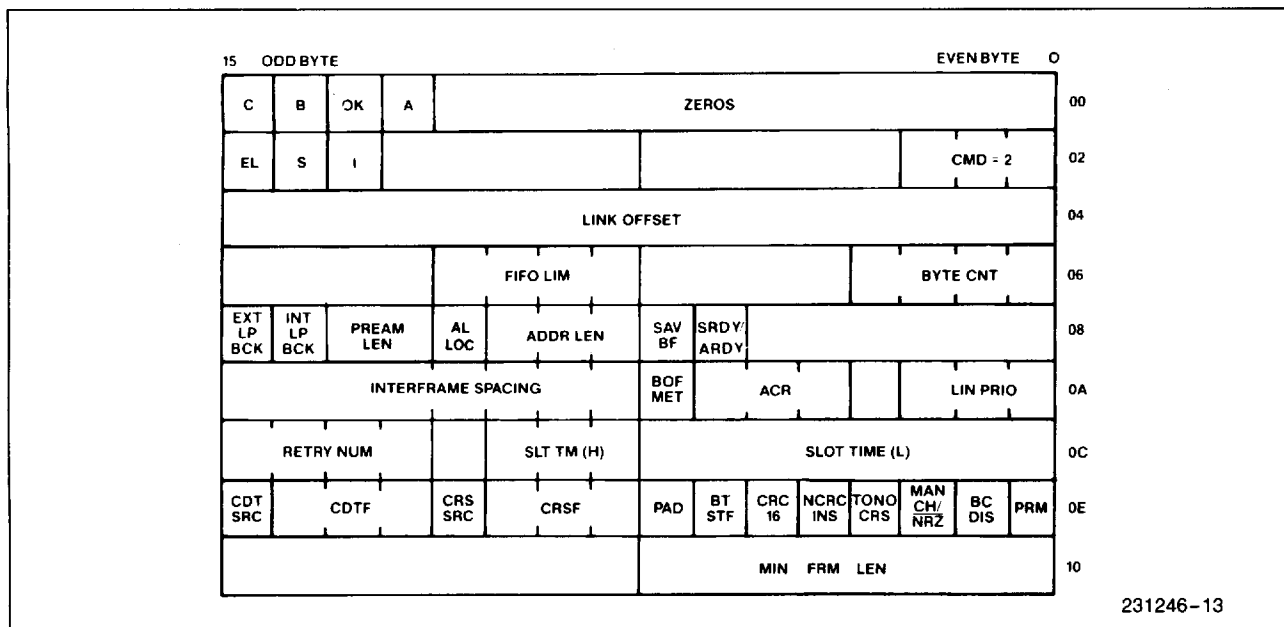 15 ODD BYTE EVEN BYTE O
C B OK A ZEROS 00
EL S I CMD = 2 02
LINK OFFSET 04
FIFO LIM BYTE CNT 06
EXT LP BCK INT LP BCK PREAM LEN AL LOC ADDR LEN SAV BF SRDY/ ARDY 08
INTERFRAME SPACING BOF MET ACR LIN PRIO 0A
RETRY NUM SLT TM (H) SLOT TIME (L) 0C
CDT SRC CDTF CRS SRC CRSF PAD BT STF CRC 16 NCRC INS TONO CRS MAN CH/ NRZ BC DIS PRM 0E
MIN FRM LEN 10
231246-13